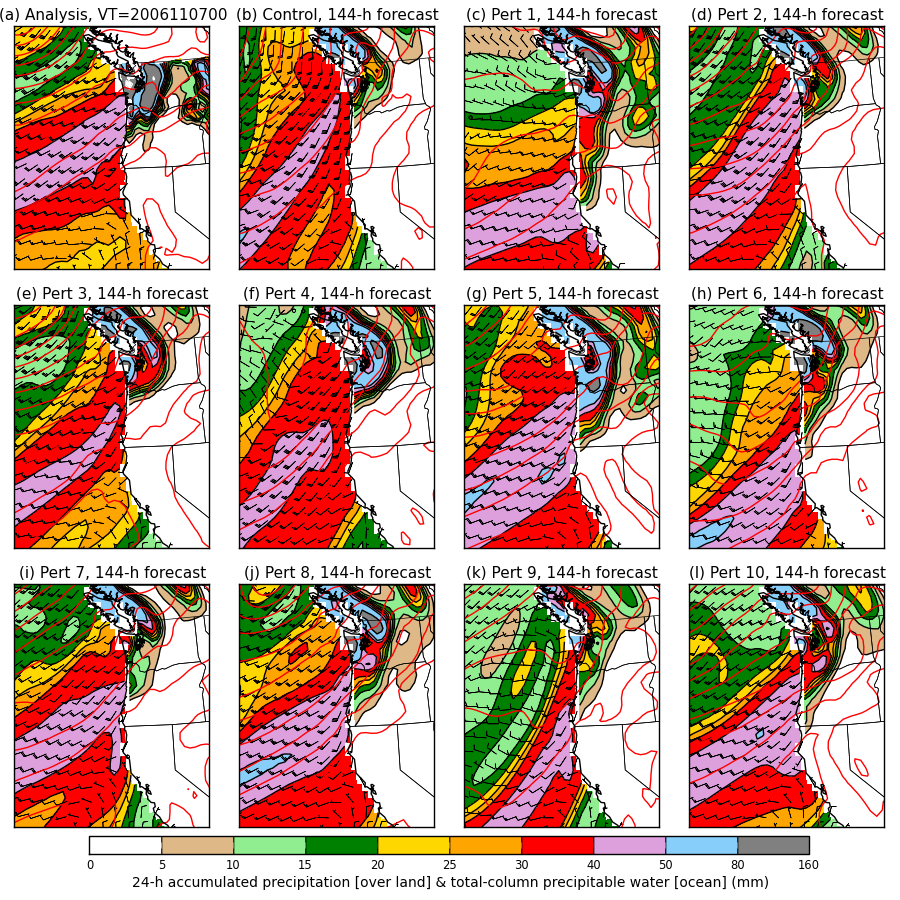 (a) Analysis, VT=2006110700 (b) Control, 144-h forecast (c) Pert 1, 144-h forecast (d) Pert 2, 144-h forecast
(e) Pert 3, 144-h forecast (f) Pert 4, 144-h forecast (g) Pert 5, 144-h forecast (h) Pert 6, 144-h forecast
(i) Pert 7, 144-h forecast (j) Pert 8, 144-h forecast (k) Pert 9, 144-h forecast (l) Pert 10, 144-h forecast
0 5 10 15 20 25 30 40 50 80 160
24-h accumulated precipitation [over land] & total-column precipitable water [ocean] (mm)